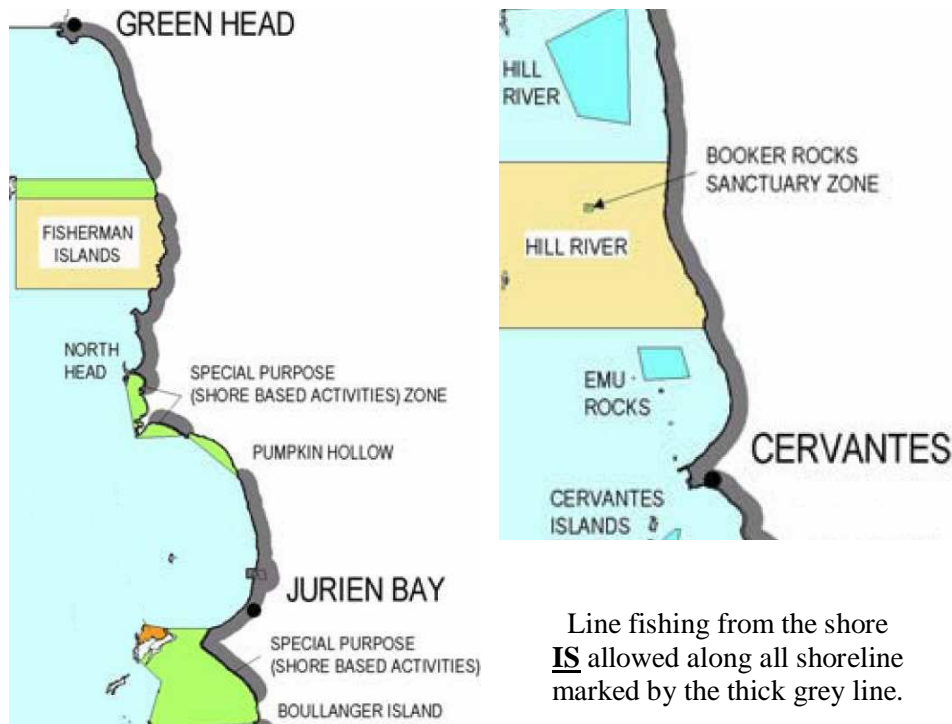 GREEN HEAD
FISHERMAN
ISLANDS
NORTH
HEAD
SPECIAL PURPOSE
(SHORE BASED ACTIVITIES) ZONE
PUMPKIN HOLLOW
JURIEN BAY
SPECIAL PURPOSE
(SHORE BASED ACTIVITIES)
BOULLANGER ISLAND
HILL
RIVER
BOOKER ROCKS
SANCTUARY ZONE
HILL RIVER
EMU
ROCKS
CERVANTES
CERVANTES
ISLANDS
Line fishing from the shore
IS allowed along all shoreline
marked by the thick grey line.